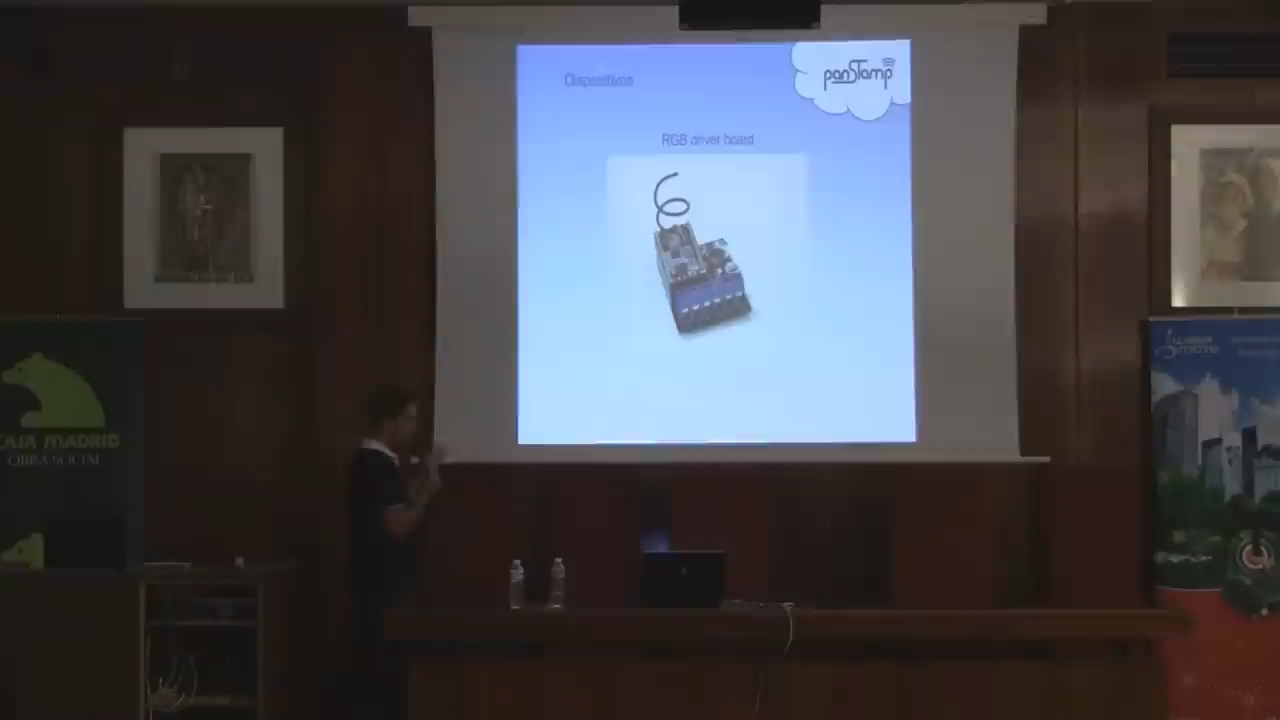 Dispositivos
panStamp
RGB driver board
CAJA MADRID
OBRA SOCIAL